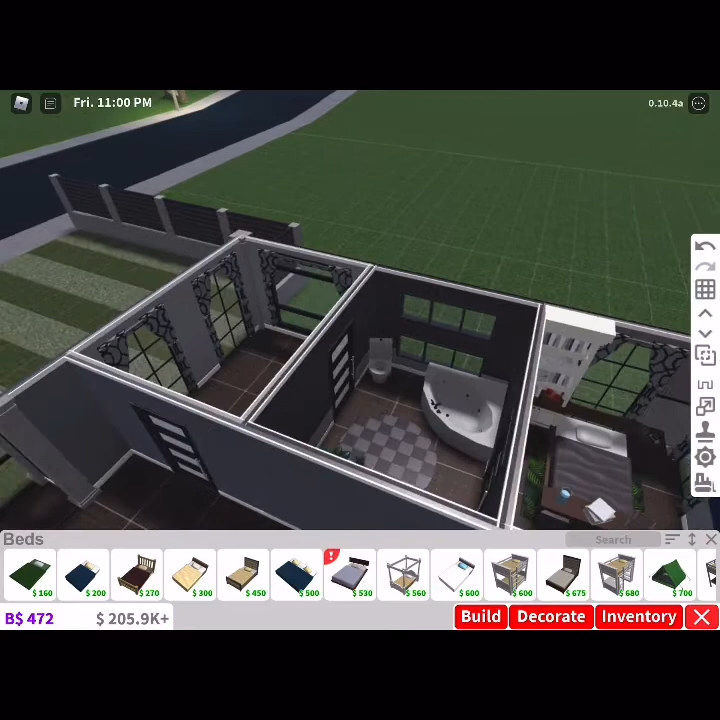 Fri. 11:00 PM
0.10.4a
Beds
Search
$ 160
$ 200
$ 270
$ 300
$ 450
$ 500
!
$ 530
$ 560
$ 600
$ 600
$ 675
$ 680
$ 700
B$ 472
$ 205.9K+
Build
Decorate
Inventory